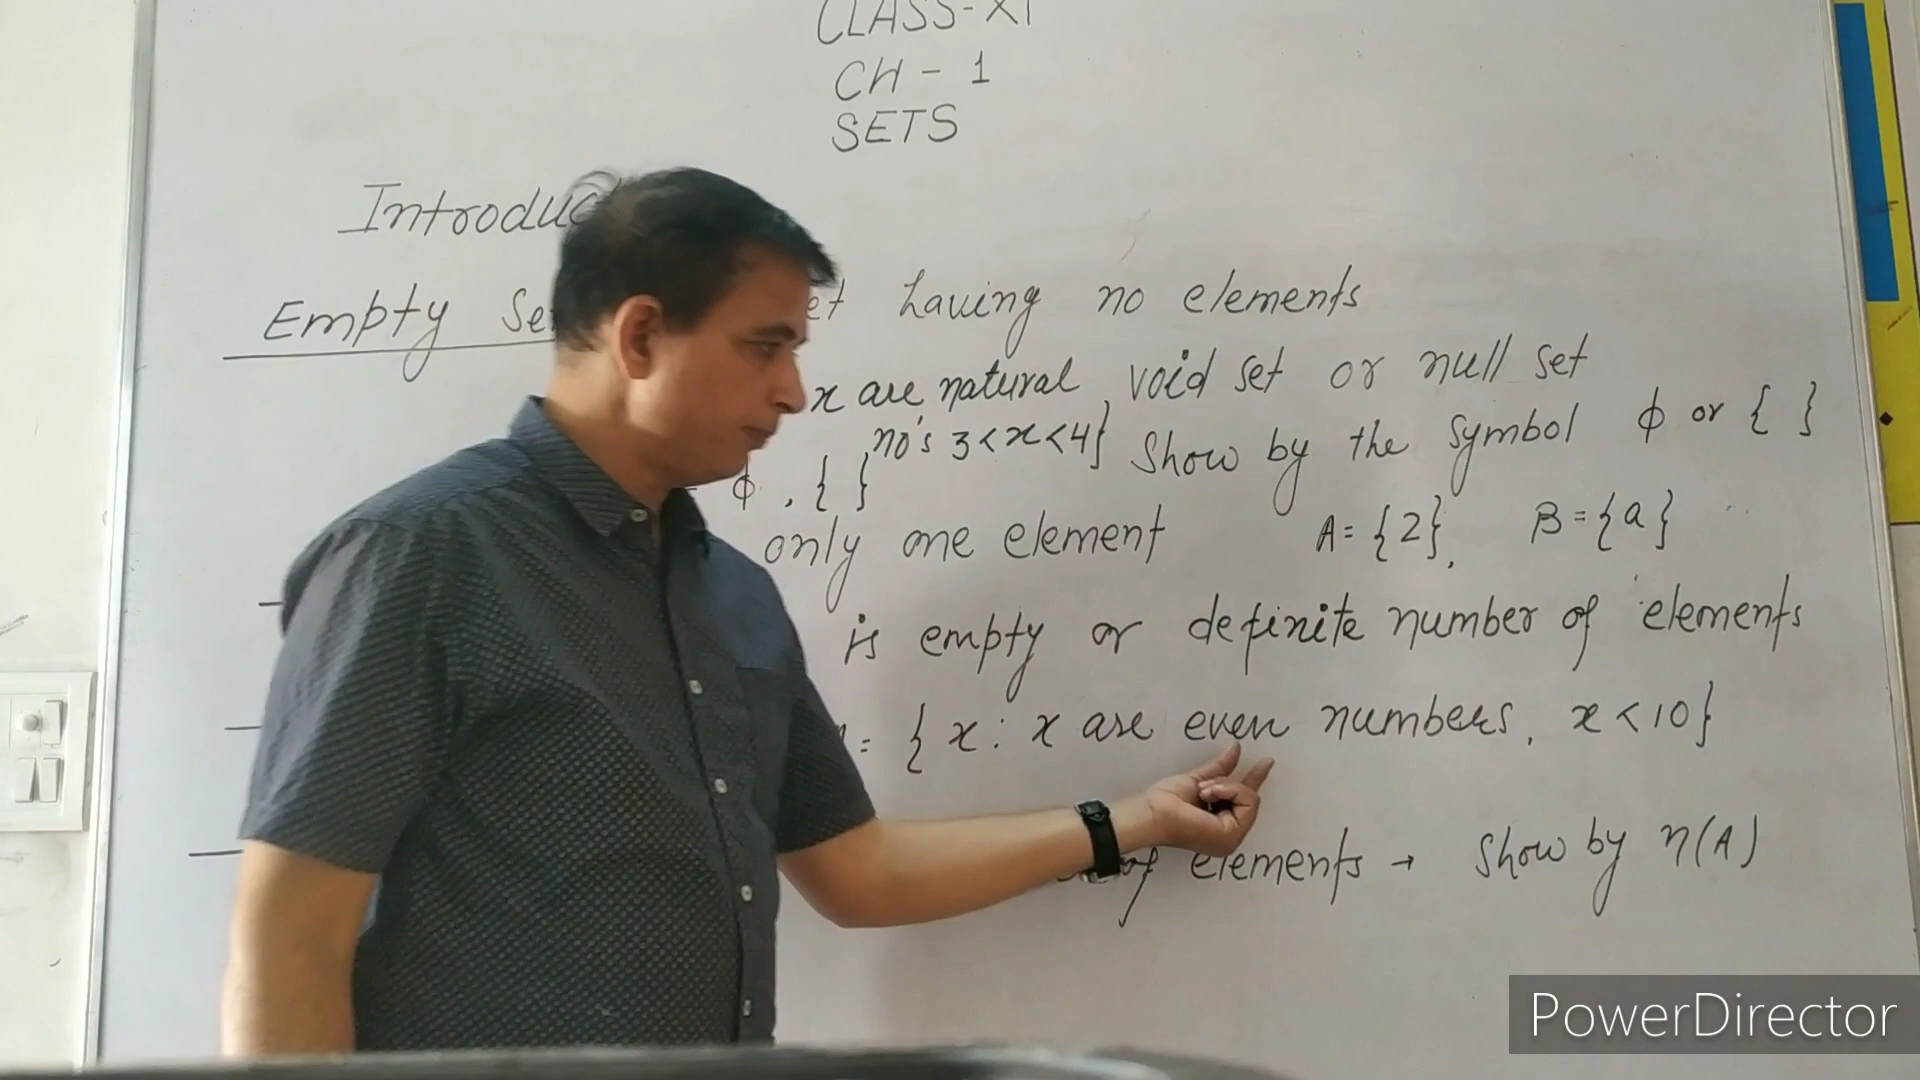 CLASS-XI
CH - 1
SETS
Introduc
Empty Se et having no elements
x are natural void set or null set
no's 3<x<4} Show by the symbol ϕ or { }
ϕ , { }
only one element A= {2}, B={a}
is empty or definite number of elements
= { x : x are even numbers, x < 10}
of elements → Show by n(A)
PowerDirector